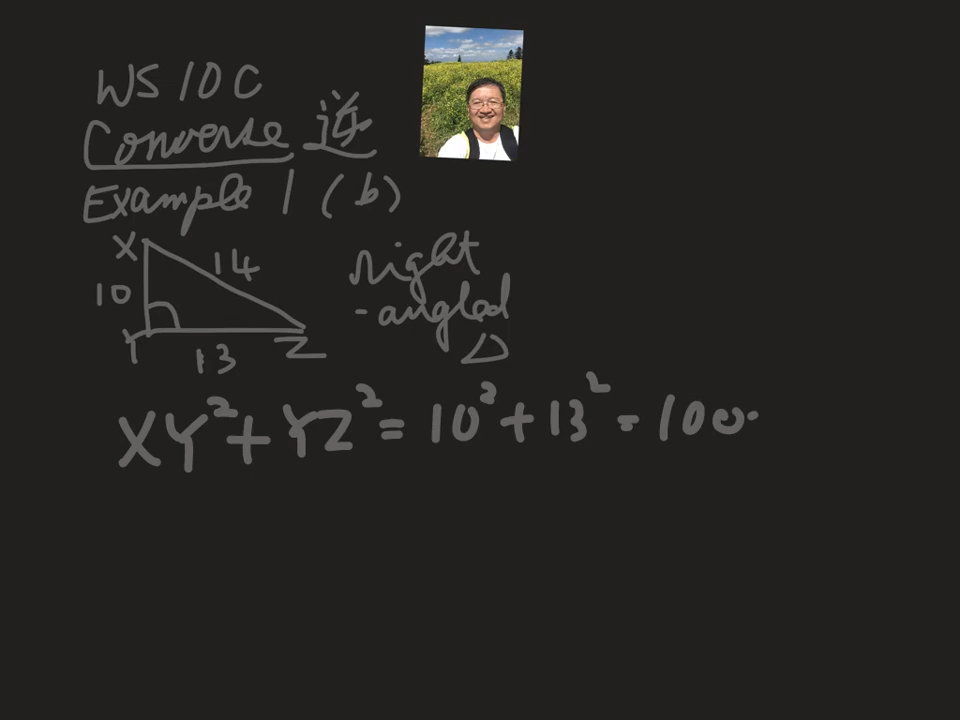 WS 10C
Converse 逆
Example 1 (b)
X
14
10
Y
13
Z
right
-angled
△
XY²+YZ²=10²+13²=100